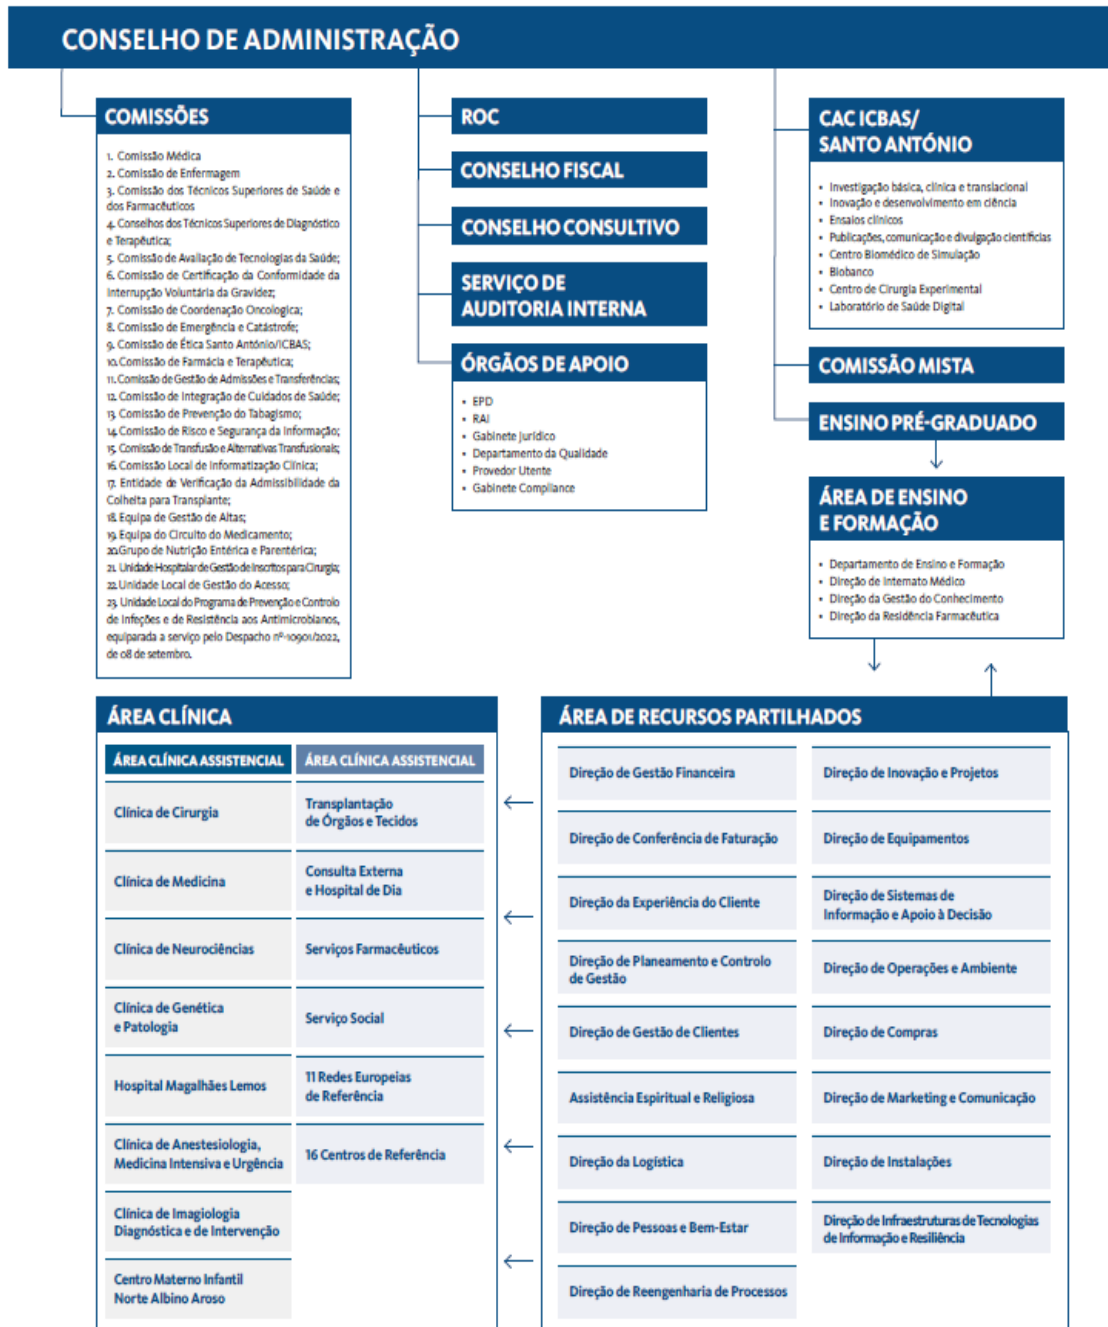 CONSELHO DE ADMINISTRAÇÃO
COMISSÕES
1. Comissão Médica
2. Comissão de Enfermagem
3. Comissão dos Técnicos Superiores de Saúde e
dos Farmacêuticos
4. Conselhos dos Técnicos Superiores de Diagnóstico
e Terapêutica;
5. Comissão de Avaliação de Tecnologias da Saúde;
6. Comissão de Certificação da Conformidade da
Interrupção Voluntária da Gravidez;
7. Comissão de Coordenação Oncologica;
8. Comissão de Emergência e Catástrofe;
9. Comissão de Ética Santo António/ICBAS;
10. Comissão de Farmácia e Terapêutica;
11. Comissão de Gestão de Admissões e Transferências;
12. Comissão de Integração de Cuidados de Saúde;
13. Comissão de Prevenção do Tabagismo;
14. Comissão de Risco e Segurança da Informação;
15. Comissão de Transfusão e Alternativas Transfusionais;
16. Comissão Local de Informatização Clínica;
17. Entidade de Verificação da Admissibilidade da
Colheita para Transplante;
18. Equipa de Gestão de Altas;
19. Equipa do Circuito do Medicamento;
20. Grupo de Nutrição Entérica e Parentérica;
21. Unidade Hospitalar de Gestão de Inscritos para Cirurgia;
22. Unidade Local de Gestão do Acesso;
23. Unidade Local do Programa de Prevenção e Controlo
de Infeções e de Resistência aos Antimicrobianos,
equiparada a serviço pelo Despacho nº-10901/2022,
de 08 de setembro.
ROC
CONSELHO FISCAL
CONSELHO CONSULTIVO
SERVIÇO DE
AUDITORIA INTERNA
ÓRGÃOS DE APOIO
• EPD
• RAI
• Gabinete Jurídico
• Departamento da Qualidade
• Provedor Utente
• Gabinete Compliance
CAC ICBAS/
SANTO ANTÓNIO
• Investigação básica, clínica e translacional
• Inovação e desenvolvimento em ciência
• Ensaios clínicos
• Publicações, comunicação e divulgação científicas
• Centro Biomédico de Simulação
• Biobanco
• Centro de Cirurgia Experimental
• Laboratório de Saúde Digital
COMISSÃO MISTA
ENSINO PRÉ-GRADUADO
ÁREA DE ENSINO
E FORMAÇÃO
• Departamento de Ensino e Formação
• Direção de Internato Médico
• Direção da Gestão do Conhecimento
• Direção da Residência Farmacêutica
ÁREA CLÍNICA
ÁREA CLÍNICA ASSISTENCIAL
Clínica de Cirurgia
Clínica de Medicina
Clínica de Neurociências
Clínica de Genética
e Patologia
Hospital Magalhães Lemos
Clínica de Anestesiologia,
Medicina Intensiva e Urgência
Clínica de Imagiologia
Diagnóstica e de Intervenção
Centro Materno Infantil
Norte Albino Aroso
ÁREA CLÍNICA ASSISTENCIAL
Transplantação
de Órgãos e Tecidos
Consulta Externa
e Hospital de Dia
Serviços Farmacêuticos
Serviço Social
11 Redes Europeias
de Referência
16 Centros de Referência
ÁREA DE RECURSOS PARTILHADOS
Direção de Gestão Financeira
Direção de Conferência de Faturação
Direção da Experiência do Cliente
Direção de Planeamento e Controlo
de Gestão
Direção de Gestão de Clientes
Assistência Espiritual e Religiosa
Direção da Logística
Direção de Pessoas e Bem-Estar
Direção de Reengenharia de Processos
Direção de Inovação e Projetos
Direção de Equipamentos
Direção de Sistemas de
Informação e Apoio à Decisão
Direção de Operações e Ambiente
Direção de Compras
Direção de Marketing e Comunicação
Direção de Instalações
Direção de Infraestruturas de Tecnologias
de Informação e Resiliência